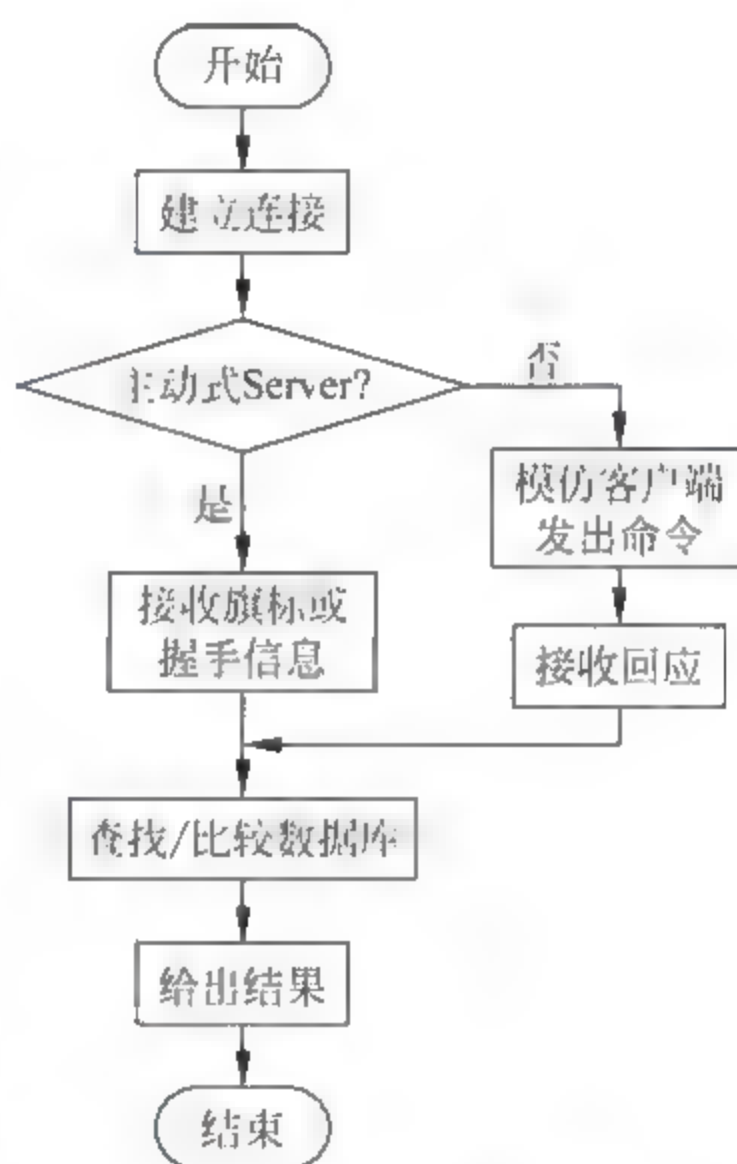 开始
建立连接
主动式Server?
否
是
模仿客户端
发出命令
接收旗标或
握手信息
接收回应
查找/比较数据库
给出结果
结束